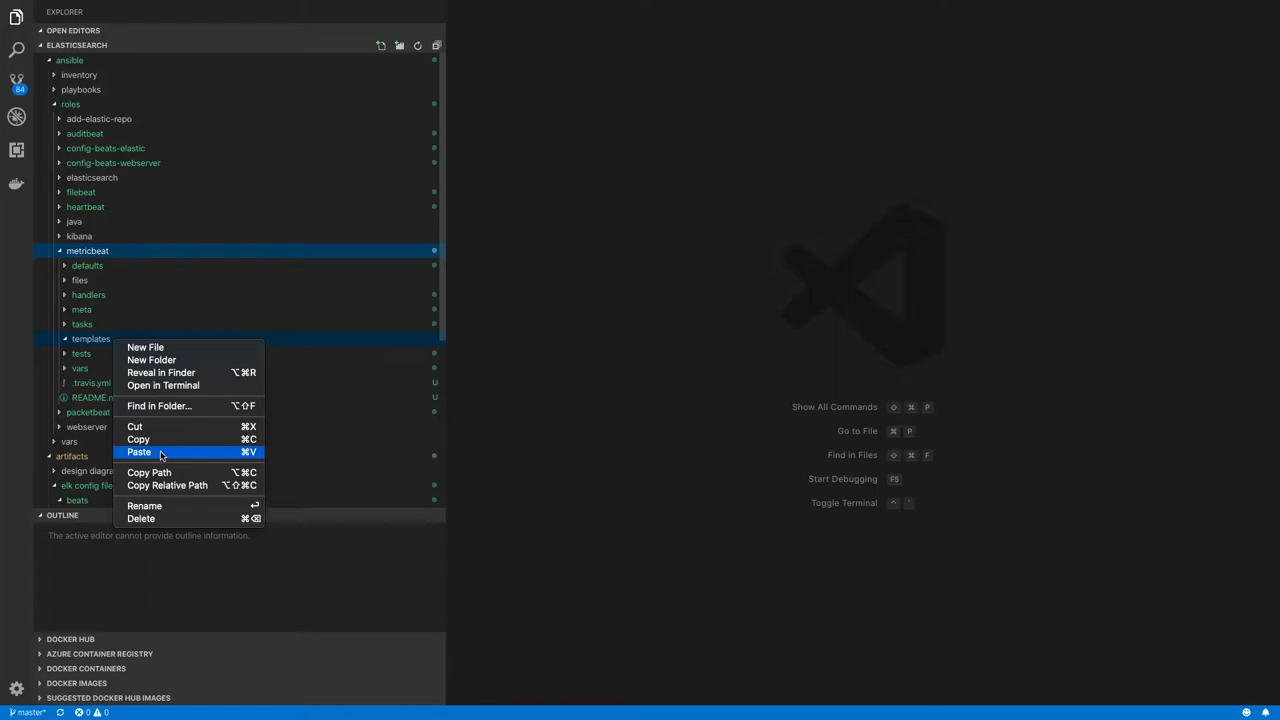 EXPLORER
OPEN EDITORS
ELASTICSEARCH
ansible
inventory
playbooks
roles
add-elastic-repo
auditbeat
config-beats-elastic
config-beats-webserver
elasticsearch
filebeat
heartbeat
java
kibana
metricbeat
defaults
files
handlers
meta
tasks
templates
tests
vars
.travis.yml U
README.m U
packetbeat
webserver
vars
artifacts
design diagra
elk config file
beats
OUTLINE
The active editor cannot provide outline information.
DOCKER HUB
AZURE CONTAINER REGISTRY
DOCKER CONTAINERS
DOCKER IMAGES
SUGGESTED DOCKER HUB IMAGES
84
New File
New Folder
Reveal in Finder ⌥⌘R
Open in Terminal
Find in Folder... ⌥⇧F
Cut ⌘X
Copy ⌘C
Paste ⌘V
Copy Path ⌥⌘C
Copy Relative Path ⌥⇧⌘C
Rename ⏎
Delete ⌘⌫
Show All Commands ⇧ ⌘ P
Go to File ⌘ P
Find in Files ⇧ ⌘ F
Start Debugging F5
Toggle Terminal ^ `
master* 0 0